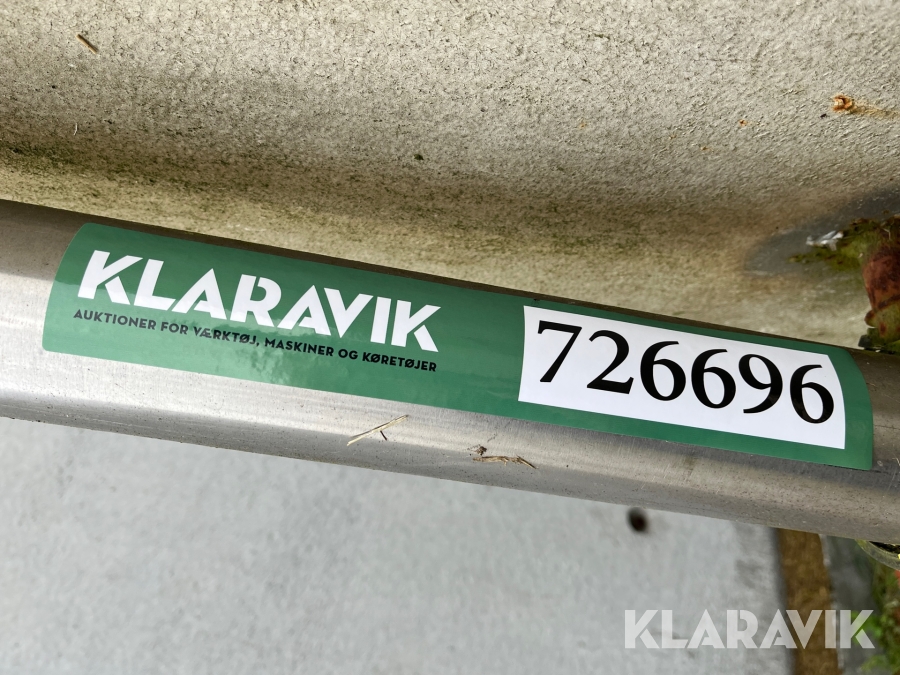 KLARAVIK
AUKTIONER FOR VÆRKTØJ, MASKINER OG KØRETØJER
726696
KLARAVIK